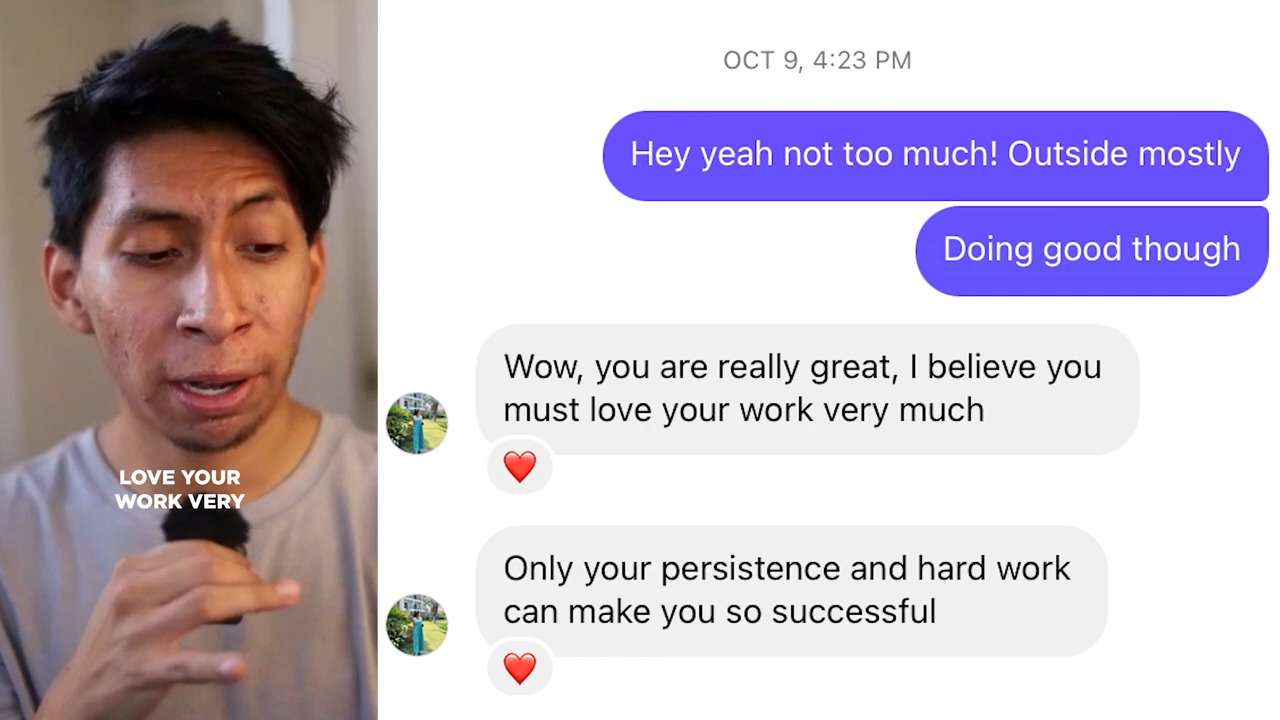 LOVE YOUR
WORK VERY
OCT 9, 4:23 PM
Hey yeah not too much! Outside mostly
Doing good though
Wow, you are really great, I believe you
must love your work very much
Only your persistence and hard work
can make you so successful